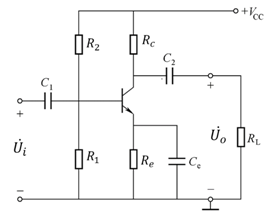 +V_CC
R_2 R_c
C_2
C_1
+ +
U̇_i U̇_o R_L
R_1 R_e C_e
− −